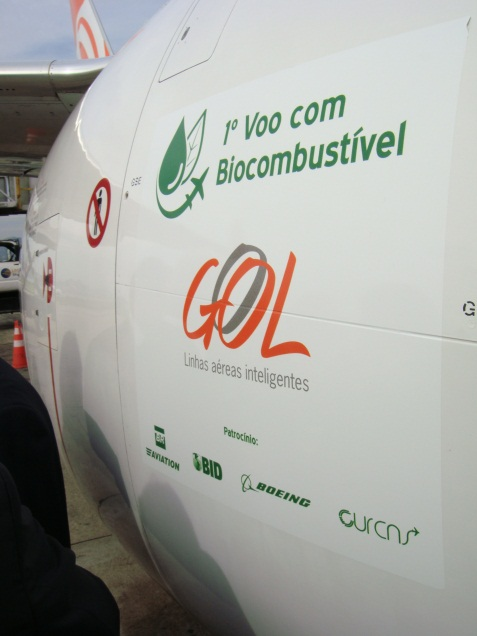 1º Voo com
Biocombustível
GOL
Linhas aéreas inteligentes
Patrocínio:
AVIATION
BID
BOEING
curcas